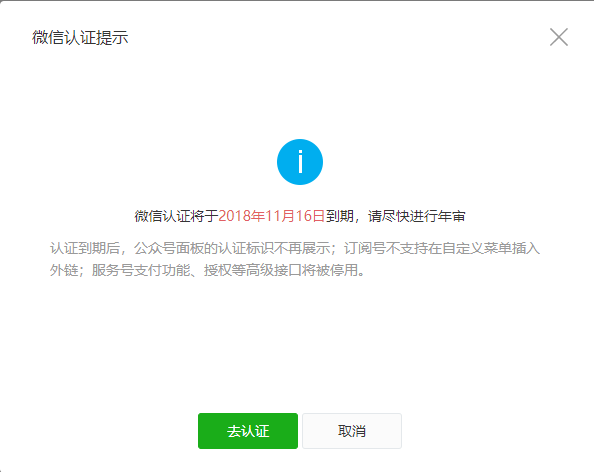 微信认证提示
i
微信认证将于2018年11月16日到期，请尽快进行年审
认证到期后，公众号面板的认证标识不再展示；订阅号不支持在自定义菜单插入
外链；服务号支付功能、授权等高级接口将被停用。
去认证
取消